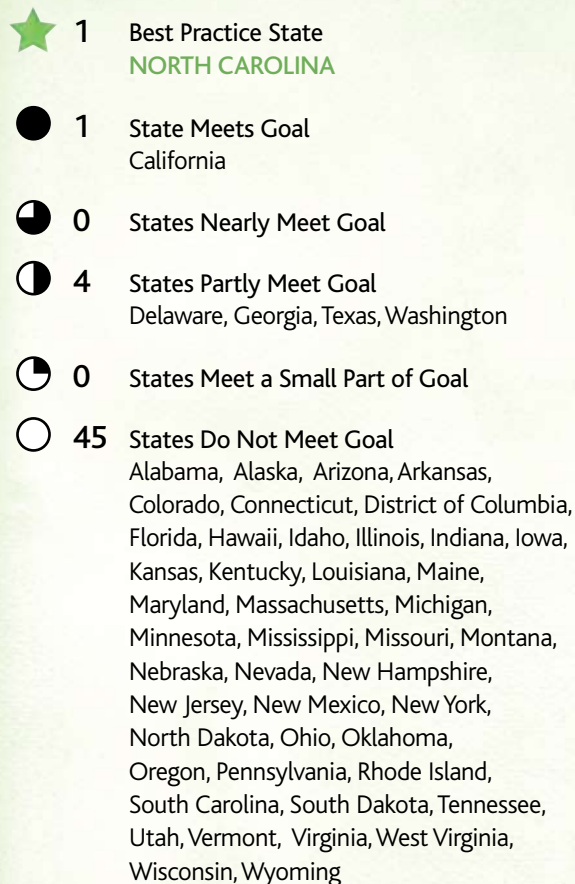 1 Best Practice State
NORTH CAROLINA
1 State Meets Goal
California
0 States Nearly Meet Goal
4 States Partly Meet Goal
Delaware, Georgia, Texas, Washington
0 States Meet a Small Part of Goal
45 States Do Not Meet Goal
Alabama, Alaska, Arizona, Arkansas,
Colorado, Connecticut, District of Columbia,
Florida, Hawaii, Idaho, Illinois, Indiana, Iowa,
Kansas, Kentucky, Louisiana, Maine,
Maryland, Massachusetts, Michigan,
Minnesota, Mississippi, Missouri, Montana,
Nebraska, Nevada, New Hampshire,
New Jersey, New Mexico, New York,
North Dakota, Ohio, Oklahoma,
Oregon, Pennsylvania, Rhode Island,
South Carolina, South Dakota, Tennessee,
Utah, Vermont, Virginia, West Virginia,
Wisconsin, Wyoming